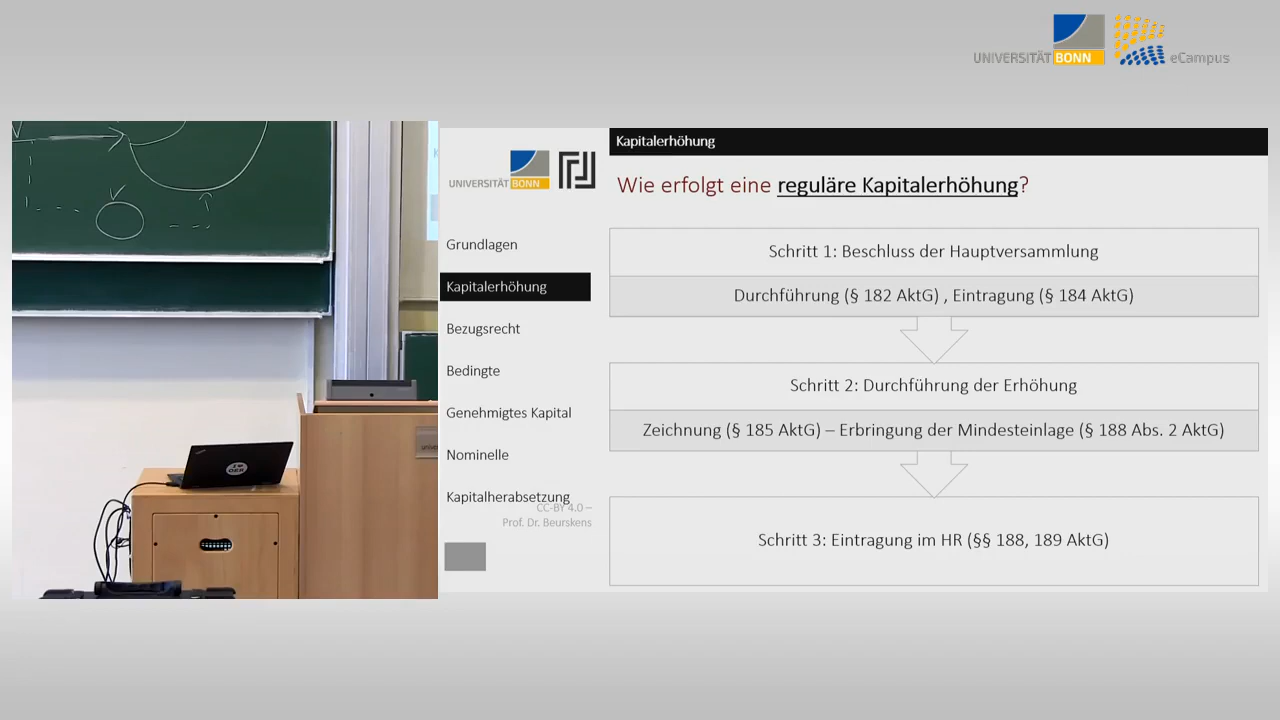 UNIVERSITÄT BONN
eCampus
UNIVERSITÄT BONN
Grundlagen
Kapitalerhöhung
Bezugsrecht
Bedingte
Genehmigtes Kapital
Nominelle
Kapitalherabsetzung
CC-BY 4.0 –
Prof. Dr. Beurskens
Kapitalerhöhung
Wie erfolgt eine reguläre Kapitalerhöhung?
Schritt 1: Beschluss der Hauptversammlung
Durchführung (§ 182 AktG) , Eintragung (§ 184 AktG)
Schritt 2: Durchführung der Erhöhung
Zeichnung (§ 185 AktG) – Erbringung der Mindesteinlage (§ 188 Abs. 2 AktG)
Schritt 3: Eintragung im HR (§§ 188, 189 AktG)